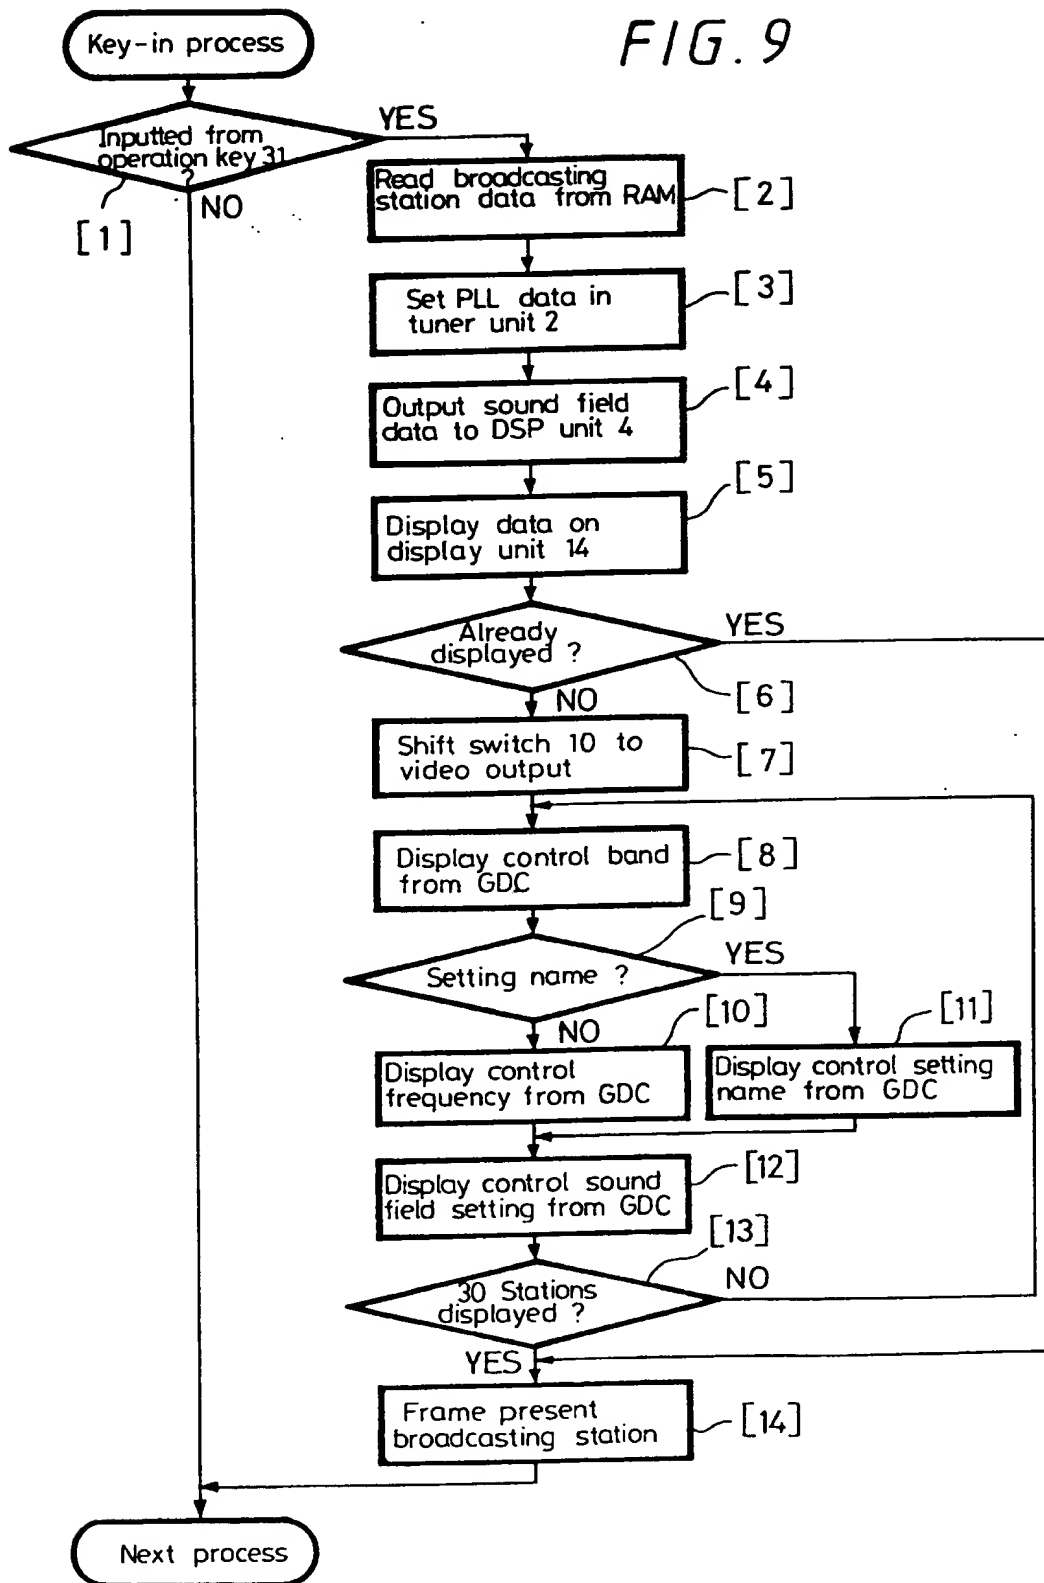 FIG. 9
Key-in process
Inputted from
operation key 31
?
YES
NO
[1]
Read broadcasting
station data from RAM
[2]
Set PLL data in
tuner unit 2
[3]
Output sound field
data to DSP unit 4
[4]
Display data on
display unit 14
[5]
Already
displayed ?
YES
[6]
NO
Shift switch 10 to
video output
[7]
Display control band
from GDC
[8]
[9]
Setting name ?
YES
NO
[10]
[11]
Display control
frequency from GDC
Display control setting
name from GDC
Display control sound
field setting from GDC
[12]
[13]
30 Stations
displayed ?
NO
YES
Frame present
broadcasting station
[14]
Next process